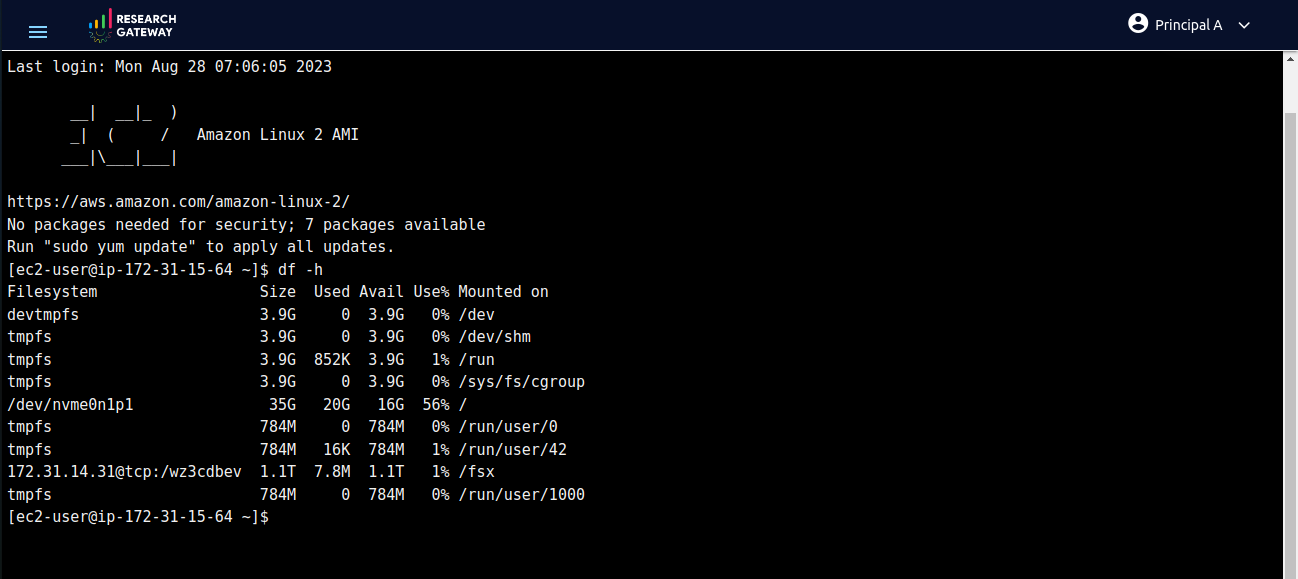 RESEARCH
GATEWAY
Principal A
Last login: Mon Aug 28 07:06:05 2023
       __|  __|_  )
       _|  (     /   Amazon Linux 2 AMI
      ___|\___|___|
https://aws.amazon.com/amazon-linux-2/
No packages needed for security; 7 packages available
Run "sudo yum update" to apply all updates.
[ec2-user@ip-172-31-15-64 ~]$ df -h
Filesystem                  Size  Used Avail Use% Mounted on
devtmpfs                    3.9G     0  3.9G   0% /dev
tmpfs                       3.9G     0  3.9G   0% /dev/shm
tmpfs                       3.9G  852K  3.9G   1% /run
tmpfs                       3.9G     0  3.9G   0% /sys/fs/cgroup
/dev/nvme0n1p1               35G   20G   16G  56% /
tmpfs                       784M     0  784M   0% /run/user/0
tmpfs                       784M   16K  784M   1% /run/user/42
172.31.14.31@tcp:/wz3cdbev  1.1T  7.8M  1.1T   1% /fsx
tmpfs                       784M     0  784M   0% /run/user/1000
[ec2-user@ip-172-31-15-64 ~]$